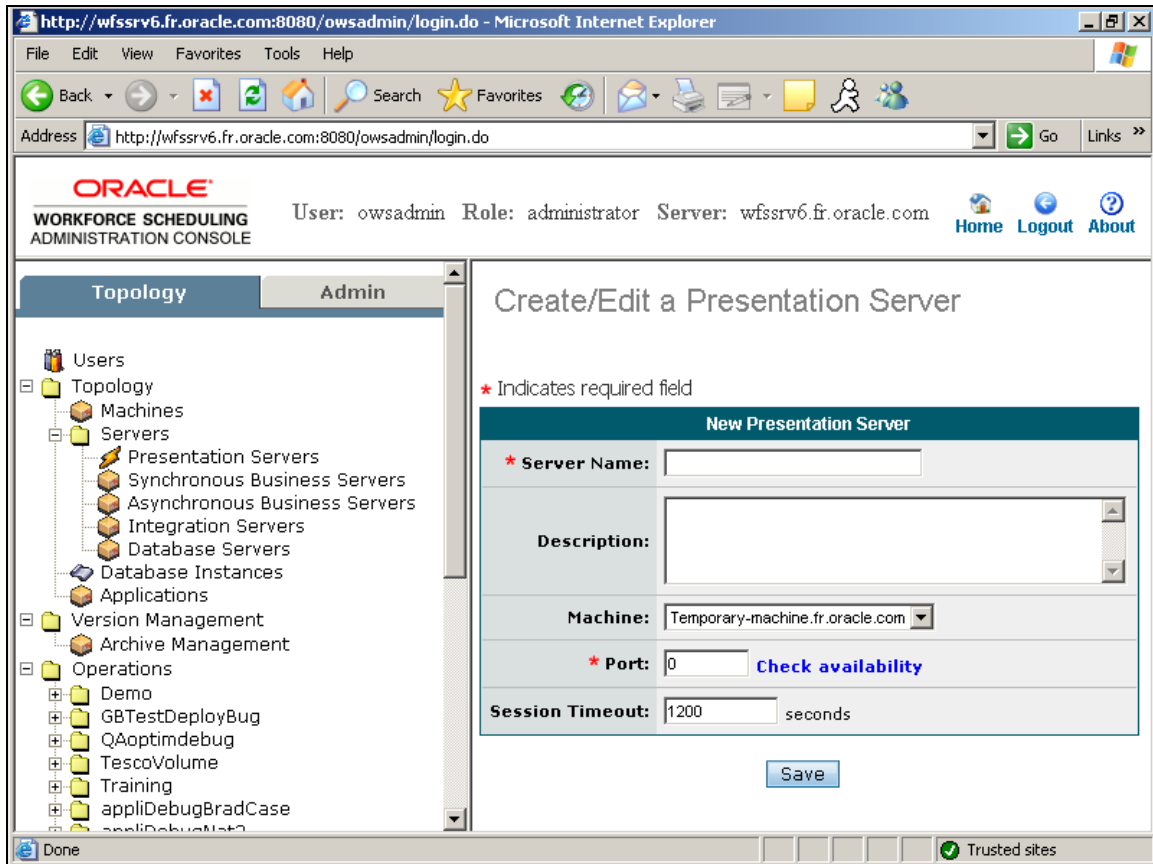 http://wfssrv6.fr.oracle.com:8080/owsadmin/login.do - Microsoft Internet Explorer
File Edit View Favorites Tools Help
Back Search Favorites
Address http://wfssrv6.fr.oracle.com:8080/owsadmin/login.do Go Links »
ORACLE
WORKFORCE SCHEDULING
ADMINISTRATION CONSOLE
User: owsadmin Role: administrator Server: wfssrv6.fr.oracle.com
Home Logout About
Topology Admin
Users
Topology
Machines
Servers
Presentation Servers
Synchronous Business Servers
Asynchronous Business Servers
Integration Servers
Database Servers
Database Instances
Applications
Version Management
Archive Management
Operations
Demo
GBTestDeployBug
QAoptimdebug
TescoVolume
Training
appliDebugBradCase
Create/Edit a Presentation Server
* Indicates required field
New Presentation Server
* Server Name:
Description:
Machine: Temporary-machine.fr.oracle.com
* Port: 0 Check availability
Session Timeout: 1200 seconds
Save
Done Trusted sites